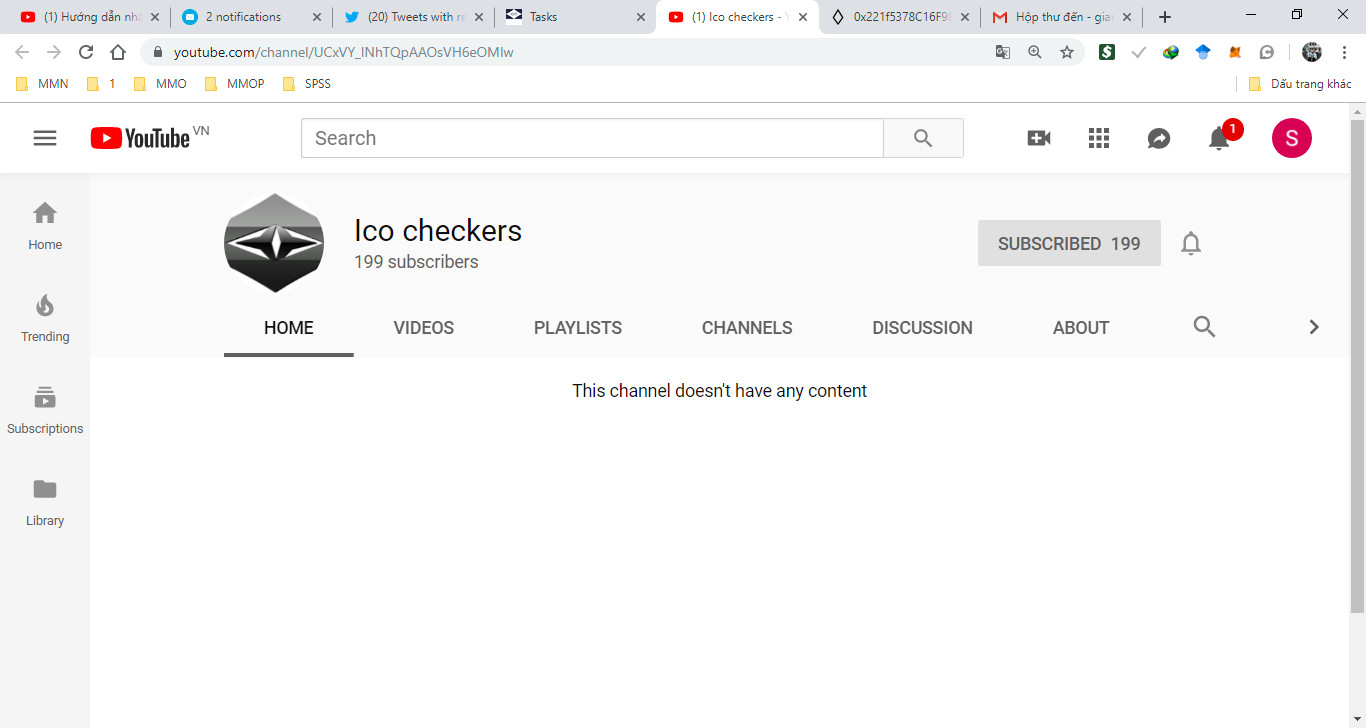 (1) Hướng dẫn nhậ
2 notifications
(20) Tweets with re
Tasks
(1) Ico checkers - Y
0x221f5378C16F9
Hộp thư đến - gian
youtube.com/channel/UCxVY_INhTQpAAOsVH6eOMIw
MMN
1
MMO
MMOP
SPSS
Dấu trang khác
YouTube VN
Search
1
S
Home
Trending
Subscriptions
Library
Ico checkers
199 subscribers
SUBSCRIBED 199
HOME VIDEOS PLAYLISTS CHANNELS DISCUSSION ABOUT
This channel doesn't have any content